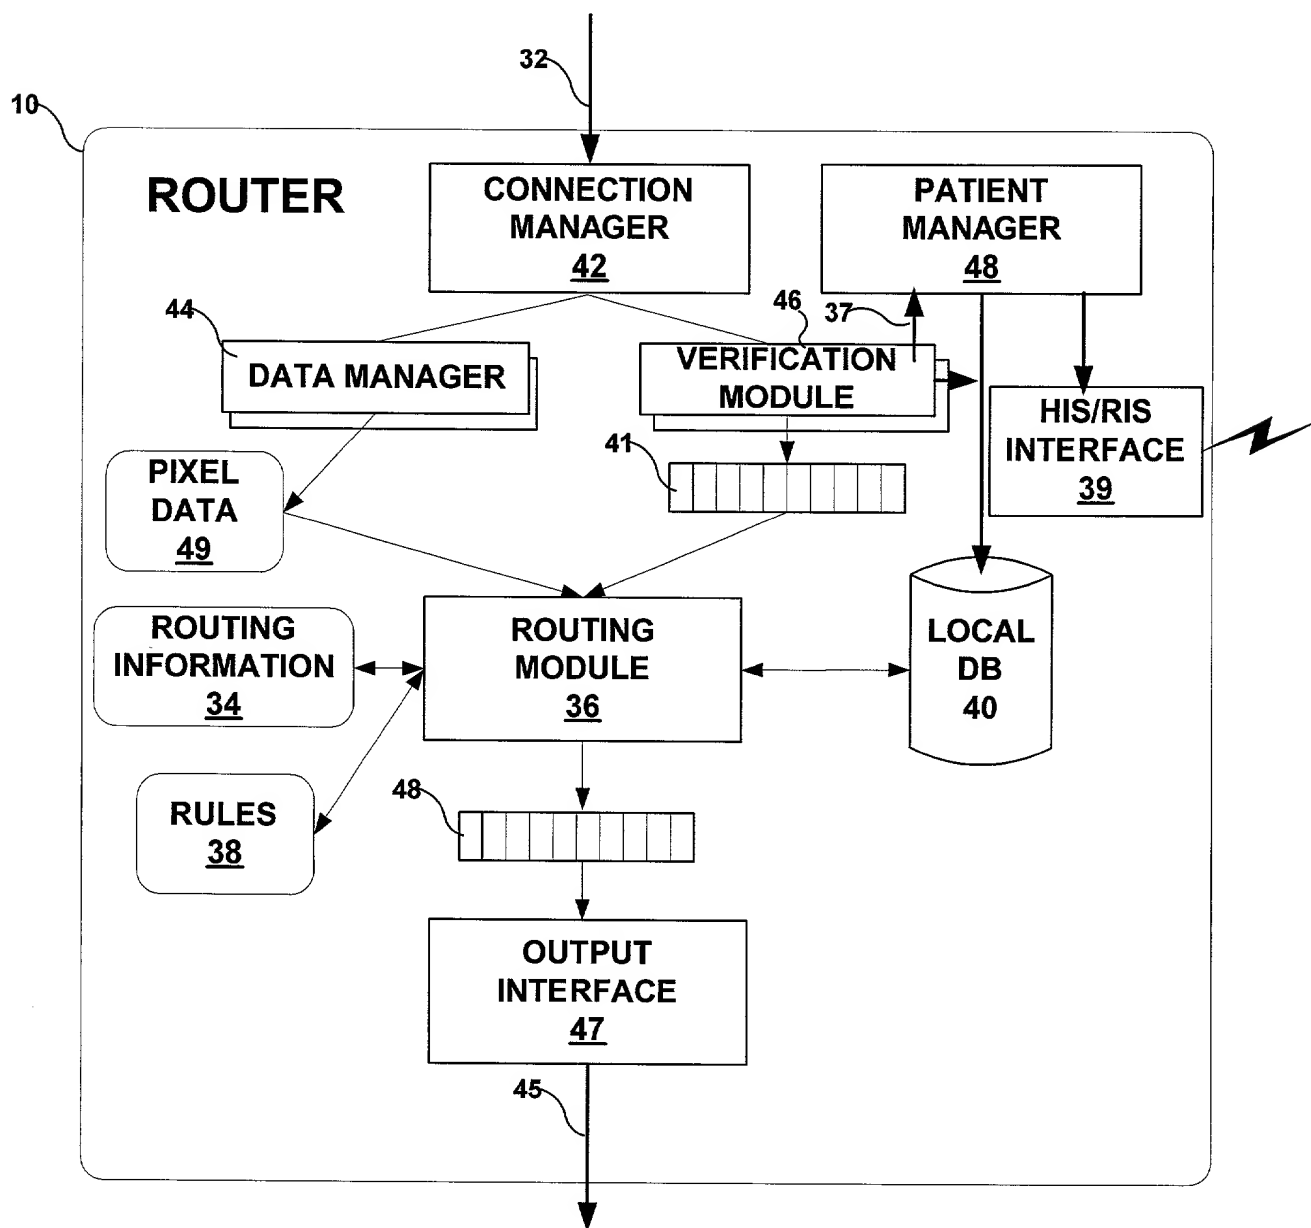 32
10
ROUTER
CONNECTION
MANAGER
42
PATIENT
MANAGER
48
44
DATA MANAGER
46
37
VERIFICATION
MODULE
HIS/RIS
INTERFACE
39
41
PIXEL
DATA
49
ROUTING
INFORMATION
34
ROUTING
MODULE
36
LOCAL
DB
40
RULES
38
48
OUTPUT
INTERFACE
47
45